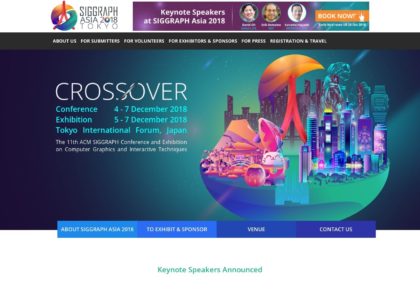 SIGGRAPH
ASIA 2018
TOKYO
Keynote Speakers
at SIGGRAPH Asia 2018
BOOK NOW!
ABOUT US FOR SUBMITTERS FOR VOLUNTEERS FOR EXHIBITORS & SPONSORS FOR PRESS REGISTRATION & TRAVEL
CROSSOVER
Conference 4 - 7 December 2018
Exhibition 5 - 7 December 2018
Tokyo International Forum, Japan
The 11th ACM SIGGRAPH Conference and Exhibition
on Computer Graphics and Interactive Techniques
ABOUT SIGGRAPH ASIA 2018 TO EXHIBIT & SPONSOR VENUE CONTACT US
Keynote Speakers Announced